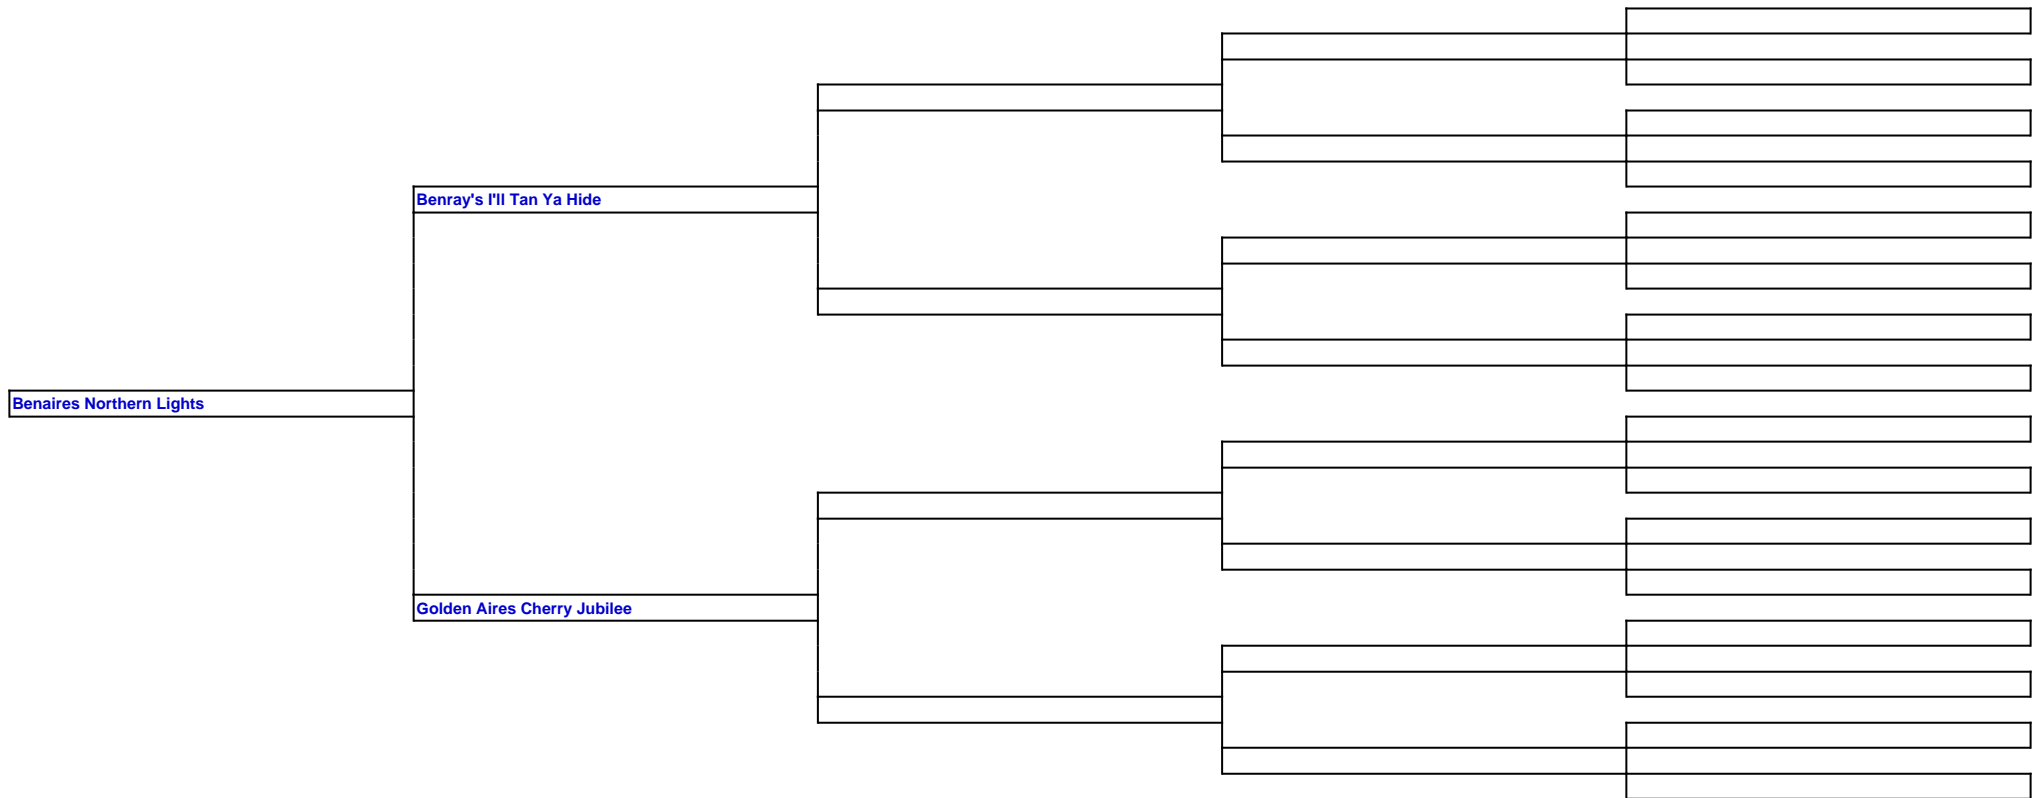 Benray's I'll Tan Ya Hide
Benaires Northern Lights
Golden Aires Cherry Jubilee